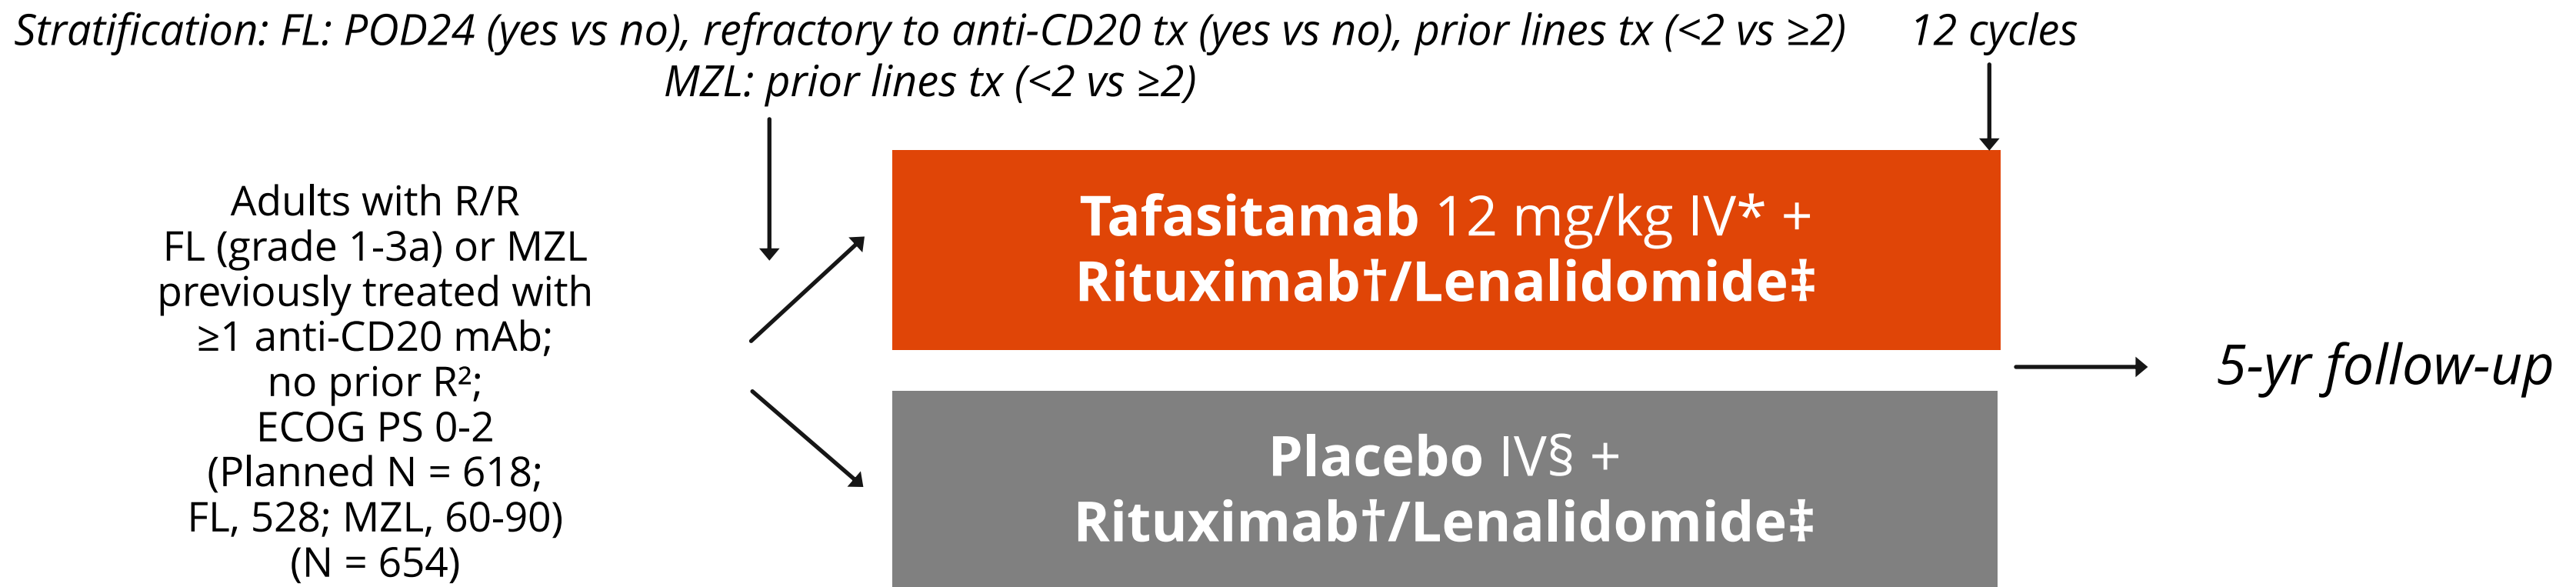 Stratification: FL: POD24 (yes vs no), refractory to anti-CD20 tx (yes vs no), prior lines tx (<2 vs ≥2)
MZL: prior lines tx (<2 vs ≥2)
12 cycles
Adults with R/R
FL (grade 1-3a) or MZL
previously treated with
≥1 anti-CD20 mAb;
no prior R²;
ECOG PS 0-2
(Planned N = 618;
FL, 528; MZL, 60-90)
(N = 654)
Tafasitamab 12 mg/kg IV* +
Rituximab†/Lenalidomide‡
Placebo IV§ +
Rituximab†/Lenalidomide‡
5-yr follow-up